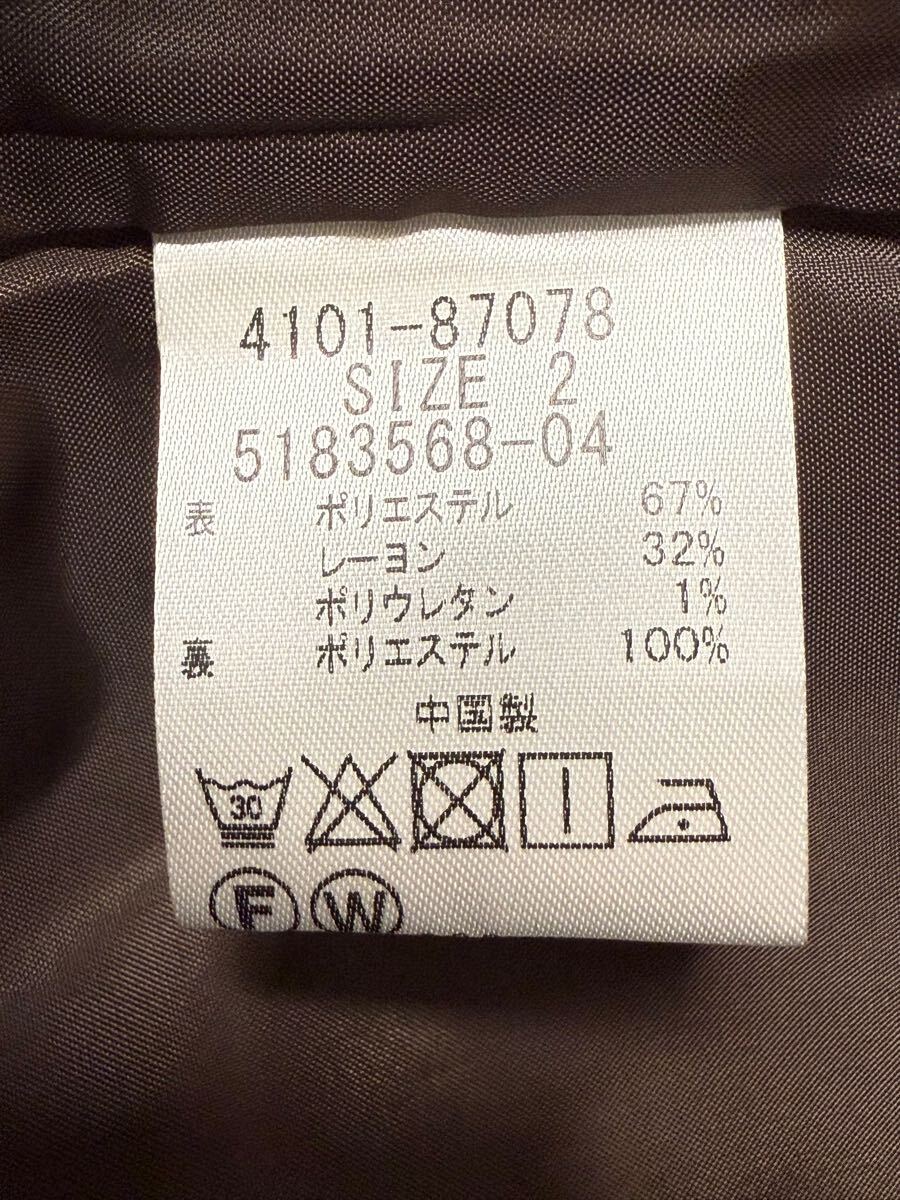 4101-87078
SIZE 2
5183568-04
表 ポリエステル 67%
レーヨン 32%
ポリウレタン 1%
裏 ポリエステル 100%
中国製
30
F W